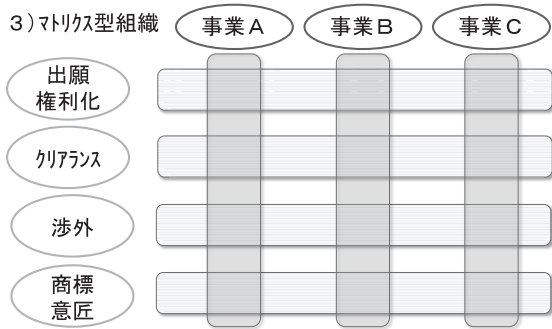 3）ﾏﾄﾘｸｽ型組織
事業A
事業B
事業C
出願
権利化
ｸﾘｱﾗﾝｽ
渉外
商標
意匠